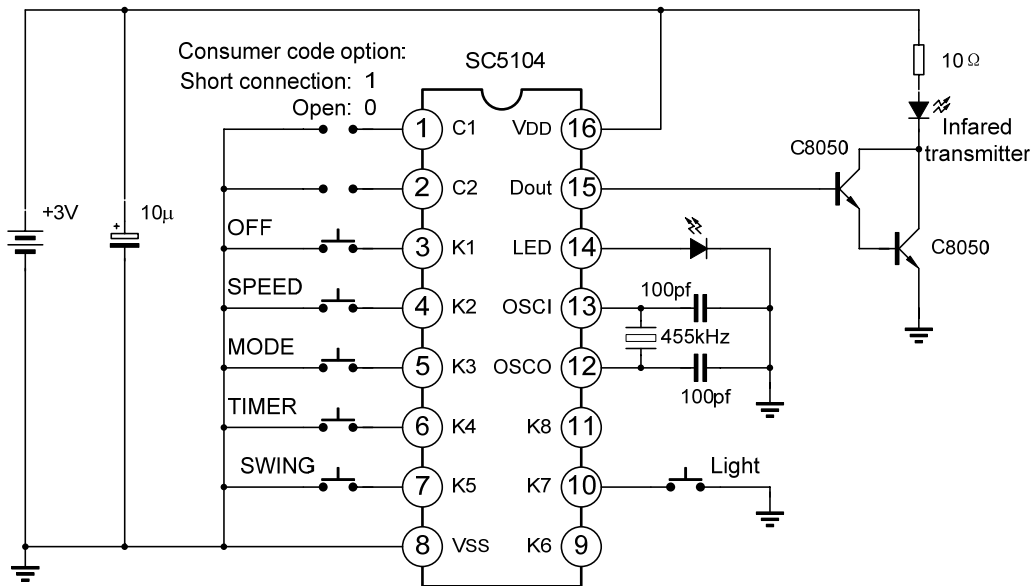 Consumer code option:
Short connection: 1
Open: 0
SC5104
10Ω
Infared
transmitter
C8050
C8050
+3V
+
10μ
OFF
SPEED
MODE
TIMER
SWING
1 C1
2 C2
3 K1
4 K2
5 K3
6 K4
7 K5
8 VSS
VDD 16
Dout 15
LED 14
OSCI 13
OSCO 12
K8 11
K7 10
K6 9
100pf
455kHz
100pf
Light